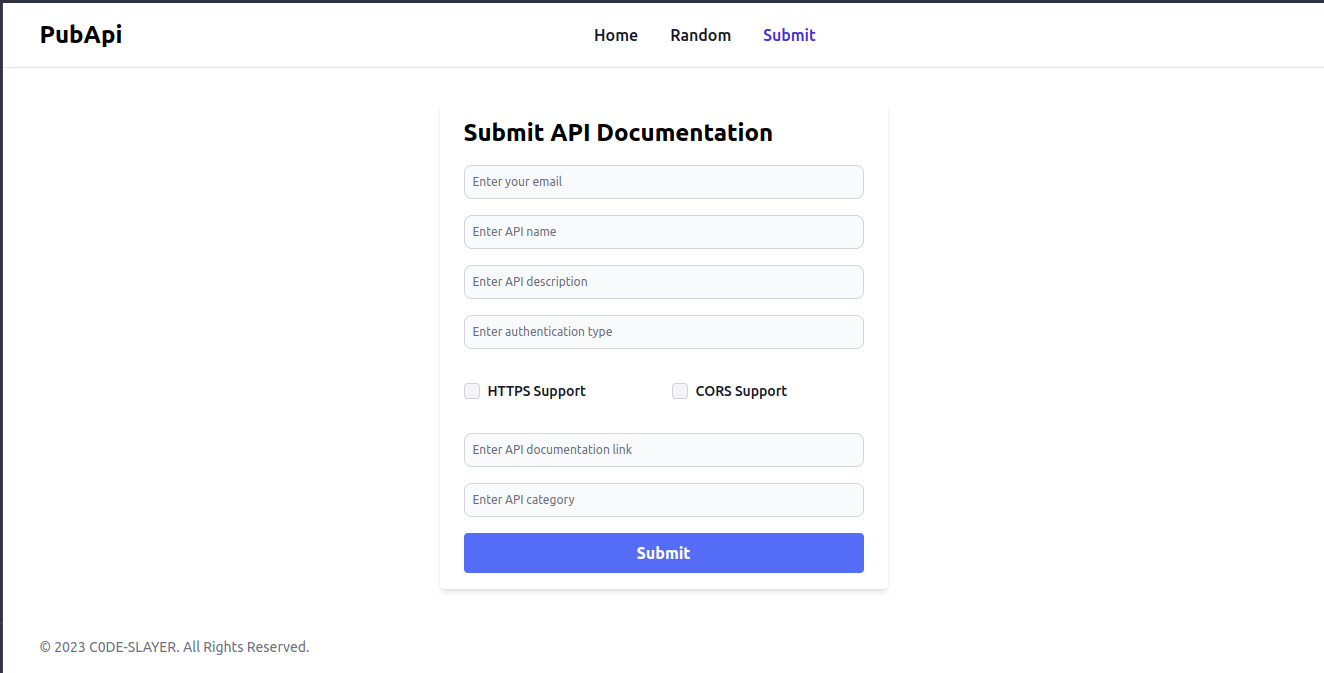 PubApi
Home Random Submit
Submit API Documentation
Enter your email
Enter API name
Enter API description
Enter authentication type
HTTPS Support CORS Support
Enter API documentation link
Enter API category
Submit
© 2023 C0DE-SLAYER. All Rights Reserved.